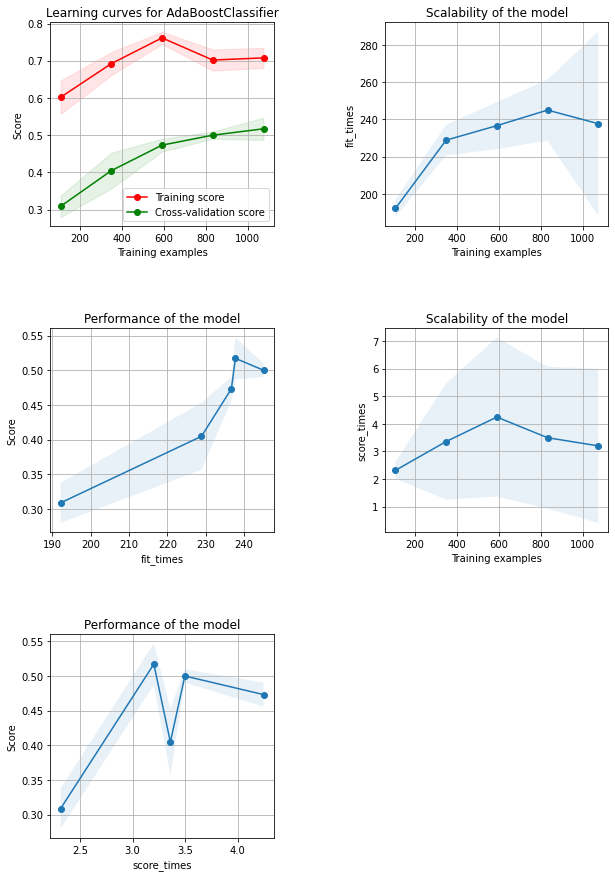 Learning curves for AdaBoostClassifier
0.8
0.7
0.6
0.5
0.4
0.3
Score
Training score
Cross-validation score
200 400 600 800 1000
Training examples
Scalability of the model
280
260
240
220
200
fit_times
200 400 600 800 1000
Training examples
Performance of the model
0.55
0.50
0.45
0.40
0.35
0.30
Score
190 200 210 220 230 240
fit_times
Scalability of the model
7
6
5
4
3
2
1
score_times
200 400 600 800 1000
Training examples
Performance of the model
0.55
0.50
0.45
0.40
0.35
0.30
Score
2.5 3.0 3.5 4.0
score_times